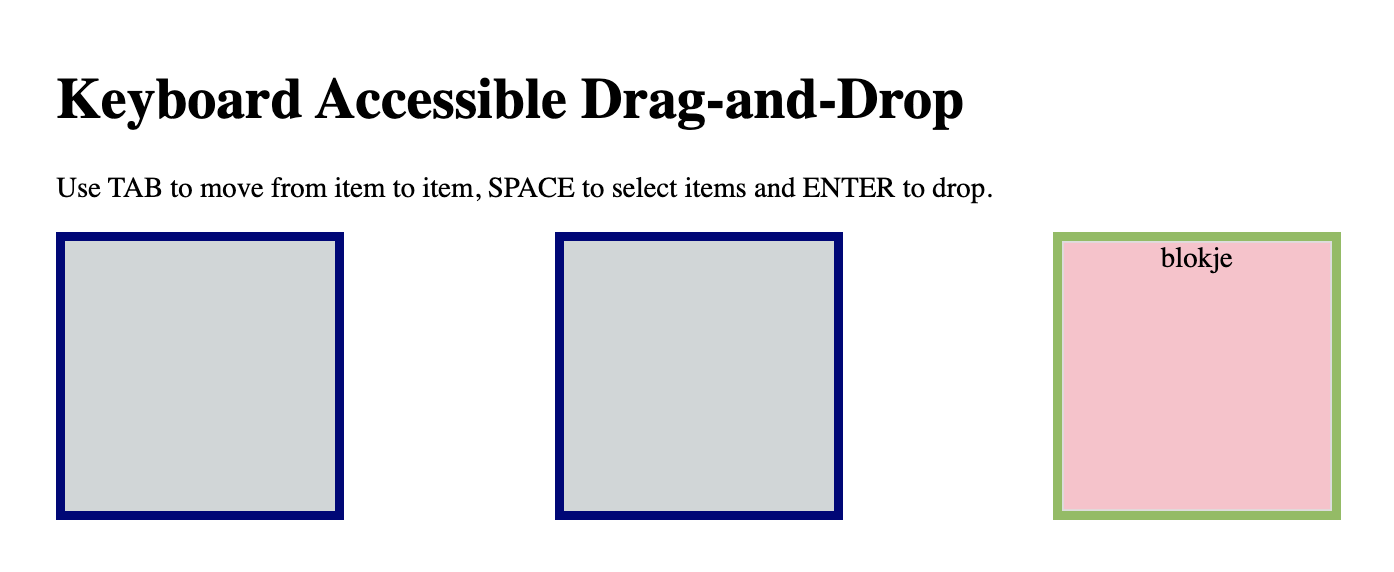 Keyboard Accessible Drag-and-Drop
Use TAB to move from item to item, SPACE to select items and ENTER to drop.
blokje